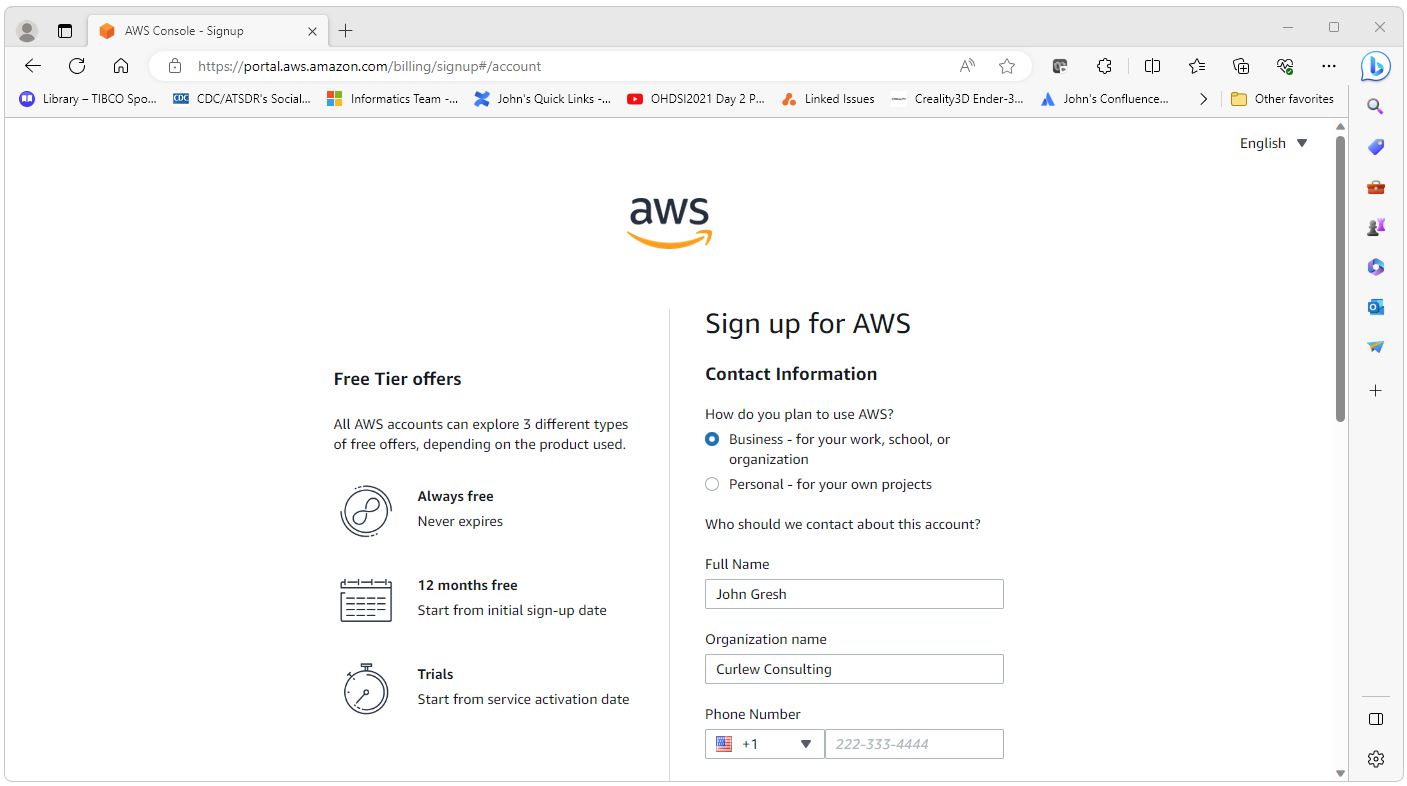 AWS Console - Signup
https://portal.aws.amazon.com/billing/signup#/account
Library – TIBCO Spo...
CDC CDC/ATSDR's Social...
Informatics Team -...
John's Quick Links -...
OHDSI2021 Day 2 P...
Linked Issues
Creality3D Ender-3...
John's Confluence...
Other favorites
English
aws
Free Tier offers
All AWS accounts can explore 3 different types
of free offers, depending on the product used.
Always free
Never expires
12 months free
Start from initial sign-up date
Trials
Start from service activation date
Sign up for AWS
Contact Information
How do you plan to use AWS?
Business - for your work, school, or
organization
Personal - for your own projects
Who should we contact about this account?
Full Name
John Gresh
Organization name
Curlew Consulting
Phone Number
+1
222-333-4444